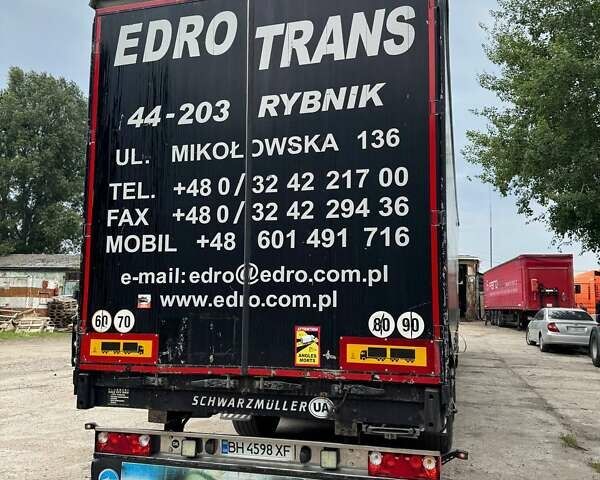 EDRO TRANS
44-203 RYBNIK
UL. MIKOŁOWSKA 136
TEL. +48 0/32 42 217 00
FAX +48 0/32 42 294 36
MOBIL +48 601 491 716
e-mail:edro@edro.com.pl
www.edro.com.pl
60 70 80 90
ATTENTION
ANGLES MORTS
SCHWARZMÜLLER
UA
BH 4598 XF